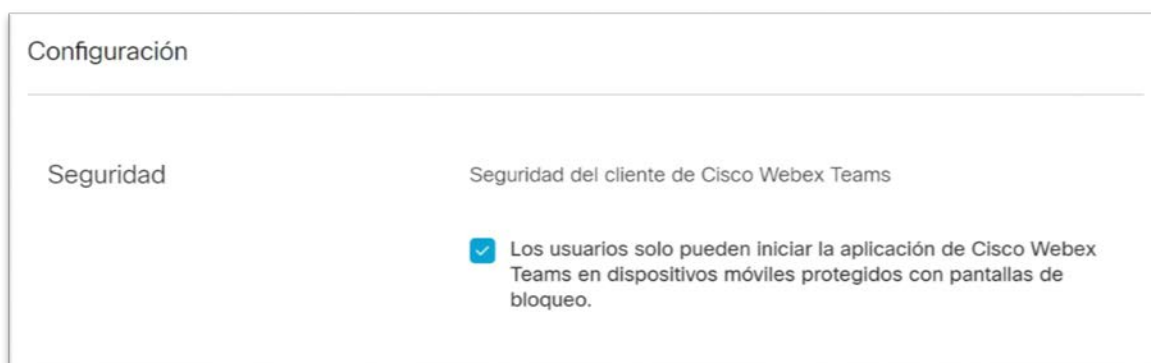 Configuración
Seguridad
Seguridad del cliente de Cisco Webex Teams
Los usuarios solo pueden iniciar la aplicación de Cisco Webex
Teams en dispositivos móviles protegidos con pantallas de
bloqueo.